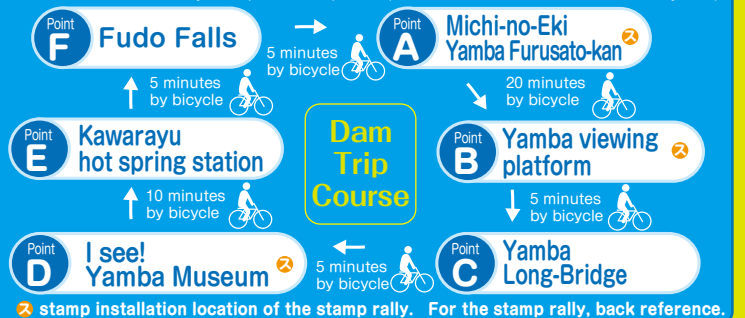 Point
F
Fudo Falls
5 minutes
by bicycle
Point
A
Michi-no-Eki
Yamba Furusato-kan
ス
20 minutes
by bicycle
Point
B
Yamba viewing
platform
ス
5 minutes
by bicycle
Point
C
Yamba
Long-Bridge
5 minutes
by bicycle
Point
D
I see!
Yamba Museum
ス
10 minutes
by bicycle
Point
E
Kawarayu
hot spring station
5 minutes
by bicycle
Dam
Trip
Course
ス stamp installation location of the stamp rally. For the stamp rally, back reference.